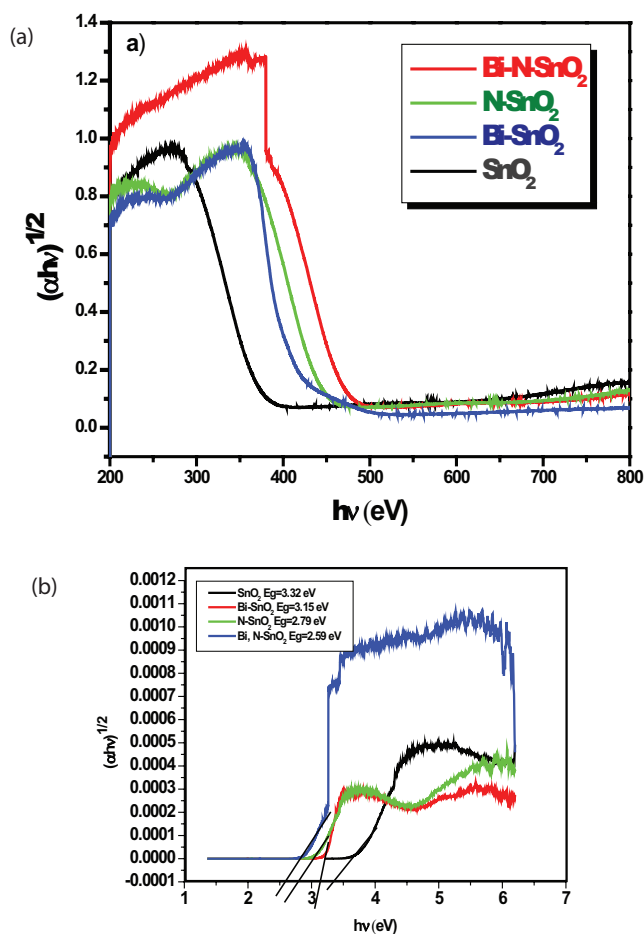 (a)
a)
Bi-N-SnO₂
N-SnO₂
Bi-SnO₂
SnO₂
(αhν)^1/2
1.4
1.2
1.0
0.8
0.6
0.4
0.2
0.0
200 300 400 500 600 700 800
hν (eV)
(b)
SnO₂ Eg=3.32 eV
Bi-SnO₂ Eg=3.15 eV
N-SnO₂ Eg=2.79 eV
Bi, N-SnO₂ Eg=2.59 eV
(αhν)^1/2
0.0012
0.0011
0.0010
0.0009
0.0008
0.0007
0.0006
0.0005
0.0004
0.0003
0.0002
0.0001
0.0000
-0.0001
1 2 3 4 5 6 7
hν (eV)